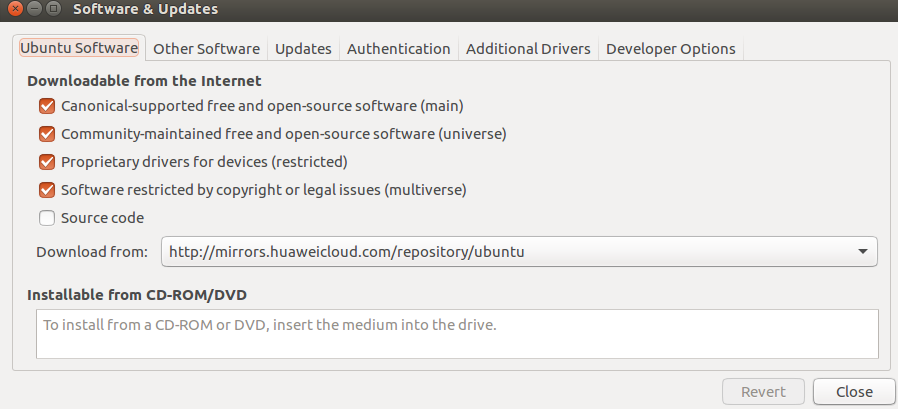 Software & Updates
Ubuntu Software Other Software Updates Authentication Additional Drivers Developer Options
Downloadable from the Internet
Canonical-supported free and open-source software (main)
Community-maintained free and open-source software (universe)
Proprietary drivers for devices (restricted)
Software restricted by copyright or legal issues (multiverse)
Source code
Download from: http://mirrors.huaweicloud.com/repository/ubuntu
Installable from CD-ROM/DVD
To install from a CD-ROM or DVD, insert the medium into the drive.
Revert Close